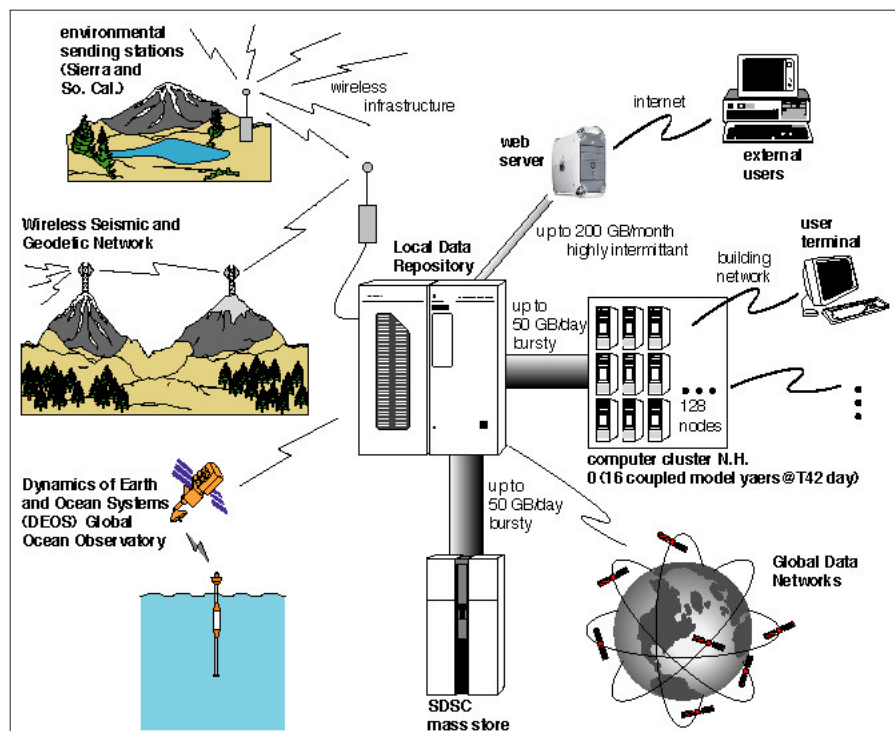 environmental
sending stations
(Sierra and
So. Cal.)
wireless
infrastructure
internet
web
server
external
users
Wireless Seismic and
Geodetic Network
Local Data
Repository
up to 200 GB/month
highly intermittant
user
terminal
building
network
up to
50 GB/day
bursty
128
nodes
computer cluster N.H.
0 (16 coupled model yaers@T42 day)
Dynamics of Earth
and Ocean Systems
(DEOS) Global
Ocean Observatory
up to
50 GB/day
bursty
Global Data
Networks
SDSC
mass store